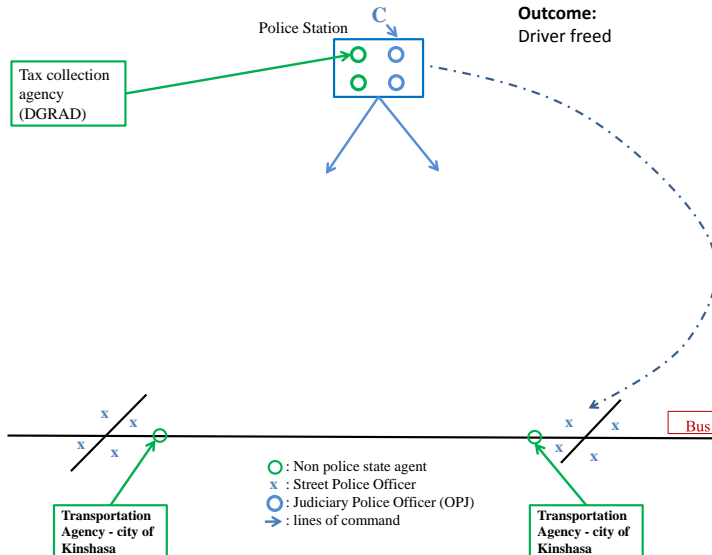 Outcome:
Driver freed
C
Police Station
Tax collection
agency
(DGRAD)
x
x
x
x
x
x
x
x
Bus
: Non police state agent
x : Street Police Officer
: Judiciary Police Officer (OPJ)
: lines of command
Transportation
Agency - city of
Kinshasa
Transportation
Agency - city of
Kinshasa